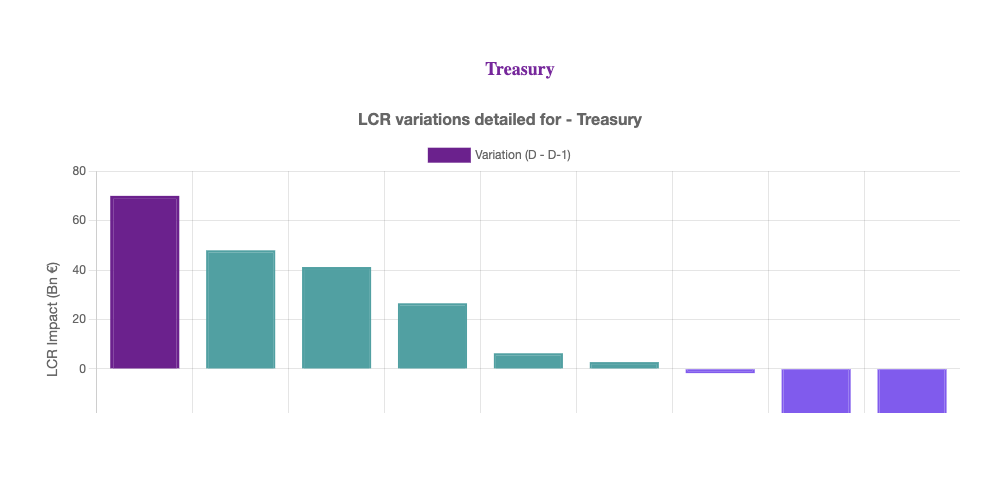 Treasury
LCR variations detailed for - Treasury
Variation (D - D-1)
80
60
40
20
0
LCR Impact (Bn €)